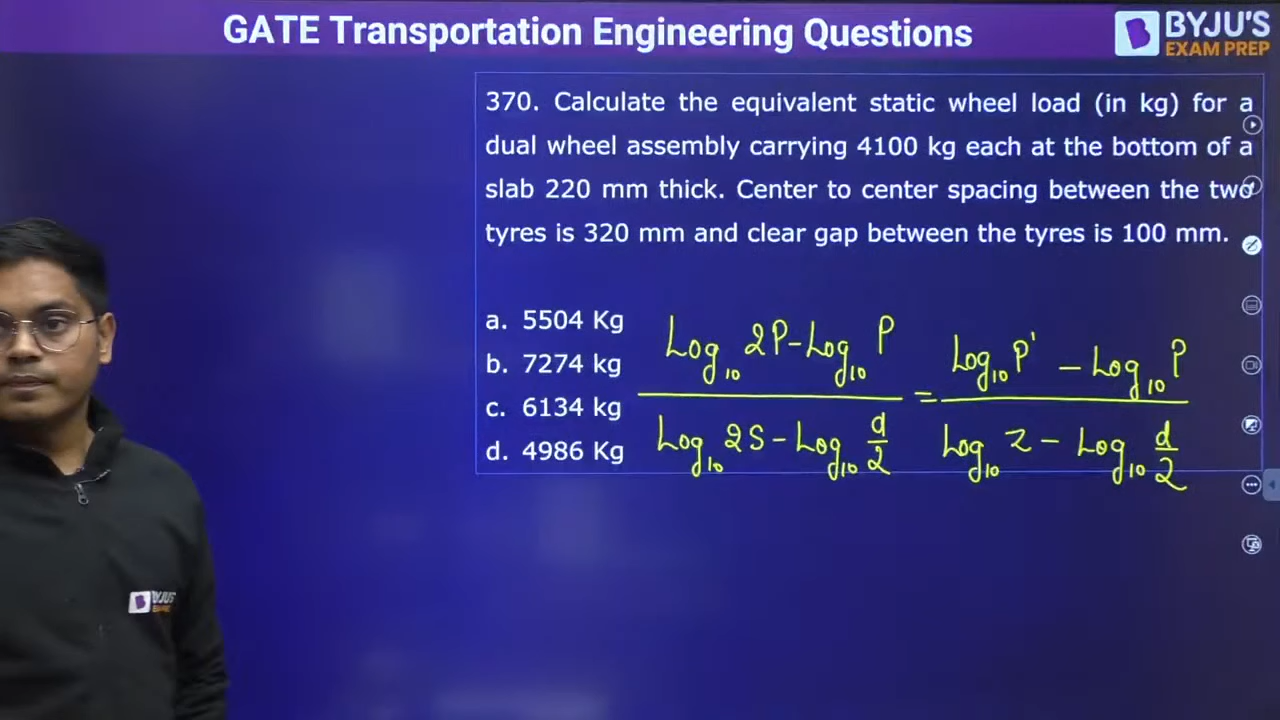 GATE Transportation Engineering Questions
BYJU'S
EXAM PREP
370. Calculate the equivalent static wheel load (in kg) for a
dual wheel assembly carrying 4100 kg each at the bottom of a
slab 220 mm thick. Center to center spacing between the two
tyres is 320 mm and clear gap between the tyres is 100 mm.
a. 5504 Kg
b. 7274 kg
c. 6134 kg
d. 4986 Kg
Log₁₀ 2P - Log₁₀ P = Log₁₀ P' - Log₁₀ P
Log₁₀ 2S - Log₁₀ d/2 Log₁₀ z - Log₁₀ d/2
BYJU'S